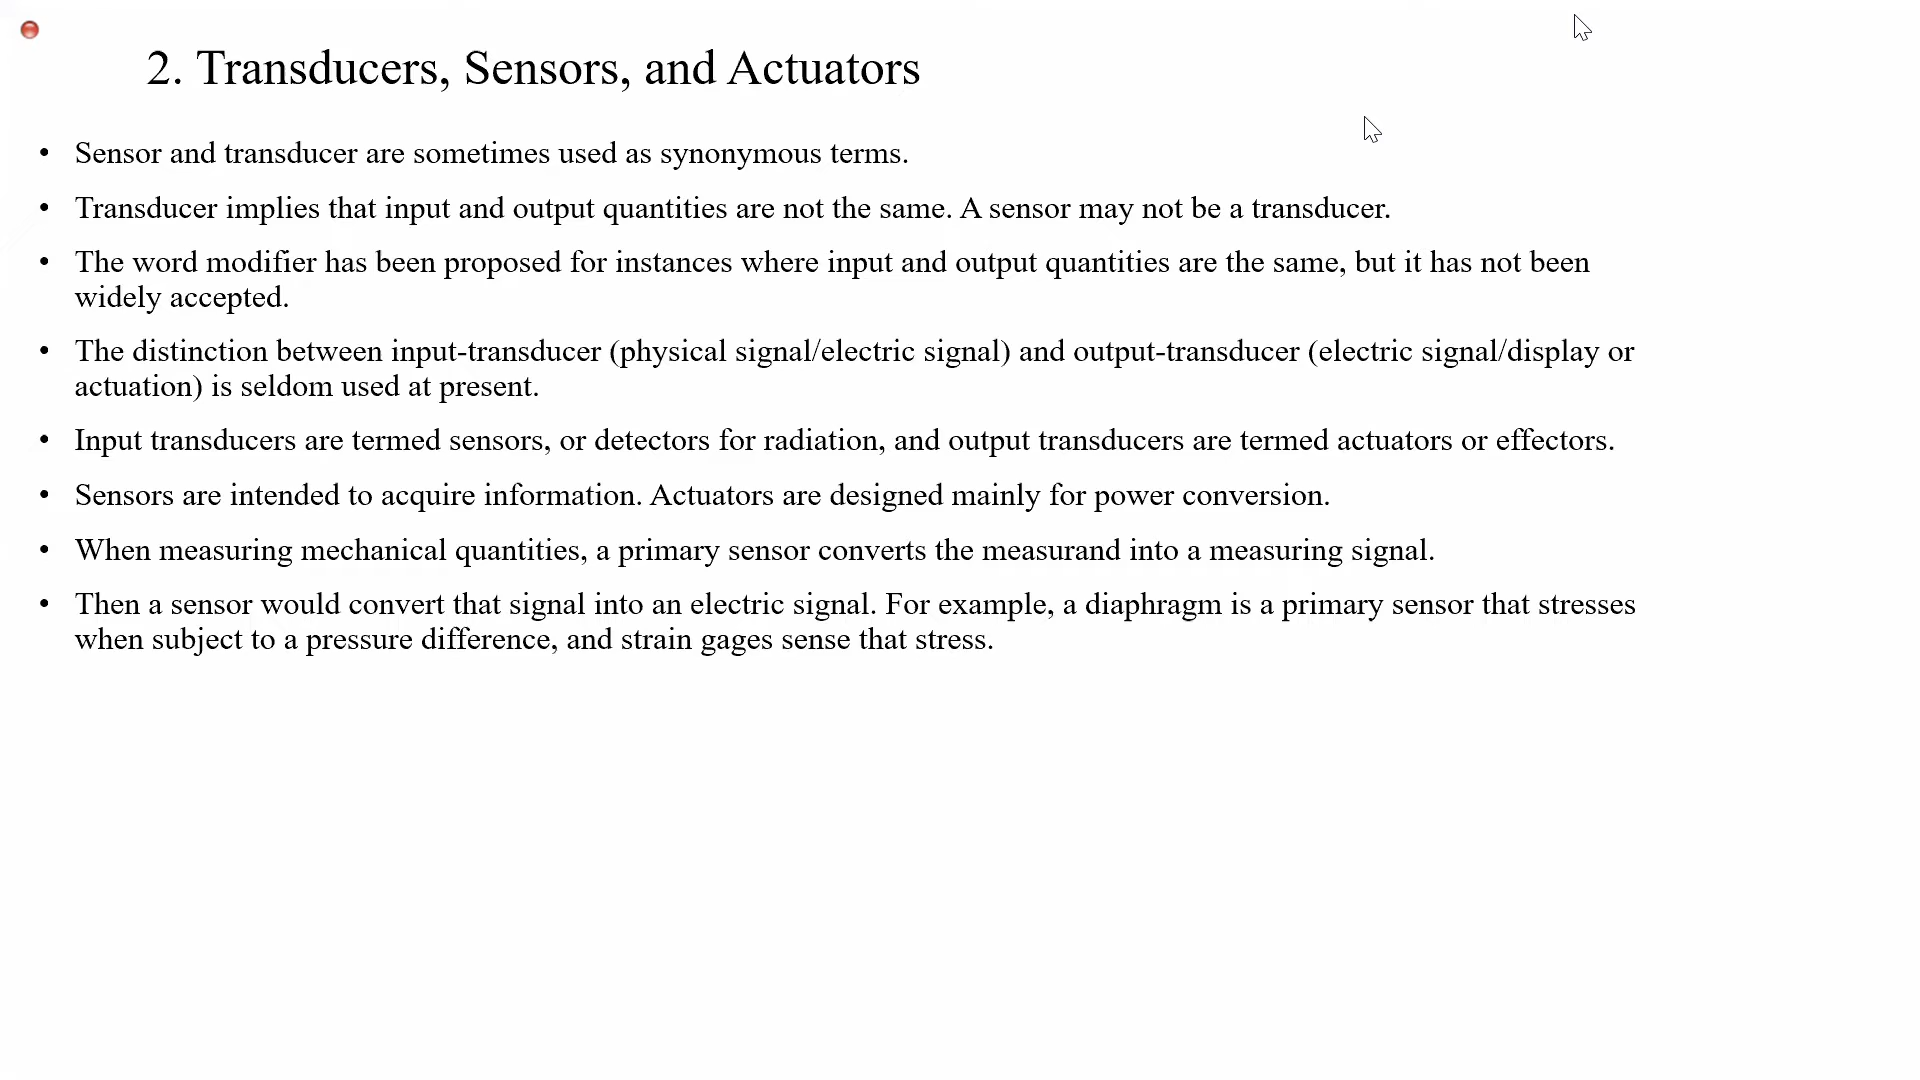 2. Transducers, Sensors, and Actuators
• Sensor and transducer are sometimes used as synonymous terms.
• Transducer implies that input and output quantities are not the same. A sensor may not be a transducer.
• The word modifier has been proposed for instances where input and output quantities are the same, but it has not been
widely accepted.
• The distinction between input-transducer (physical signal/electric signal) and output-transducer (electric signal/display or
actuation) is seldom used at present.
• Input transducers are termed sensors, or detectors for radiation, and output transducers are termed actuators or effectors.
• Sensors are intended to acquire information. Actuators are designed mainly for power conversion.
• When measuring mechanical quantities, a primary sensor converts the measurand into a measuring signal.
• Then a sensor would convert that signal into an electric signal. For example, a diaphragm is a primary sensor that stresses
when subject to a pressure difference, and strain gages sense that stress.